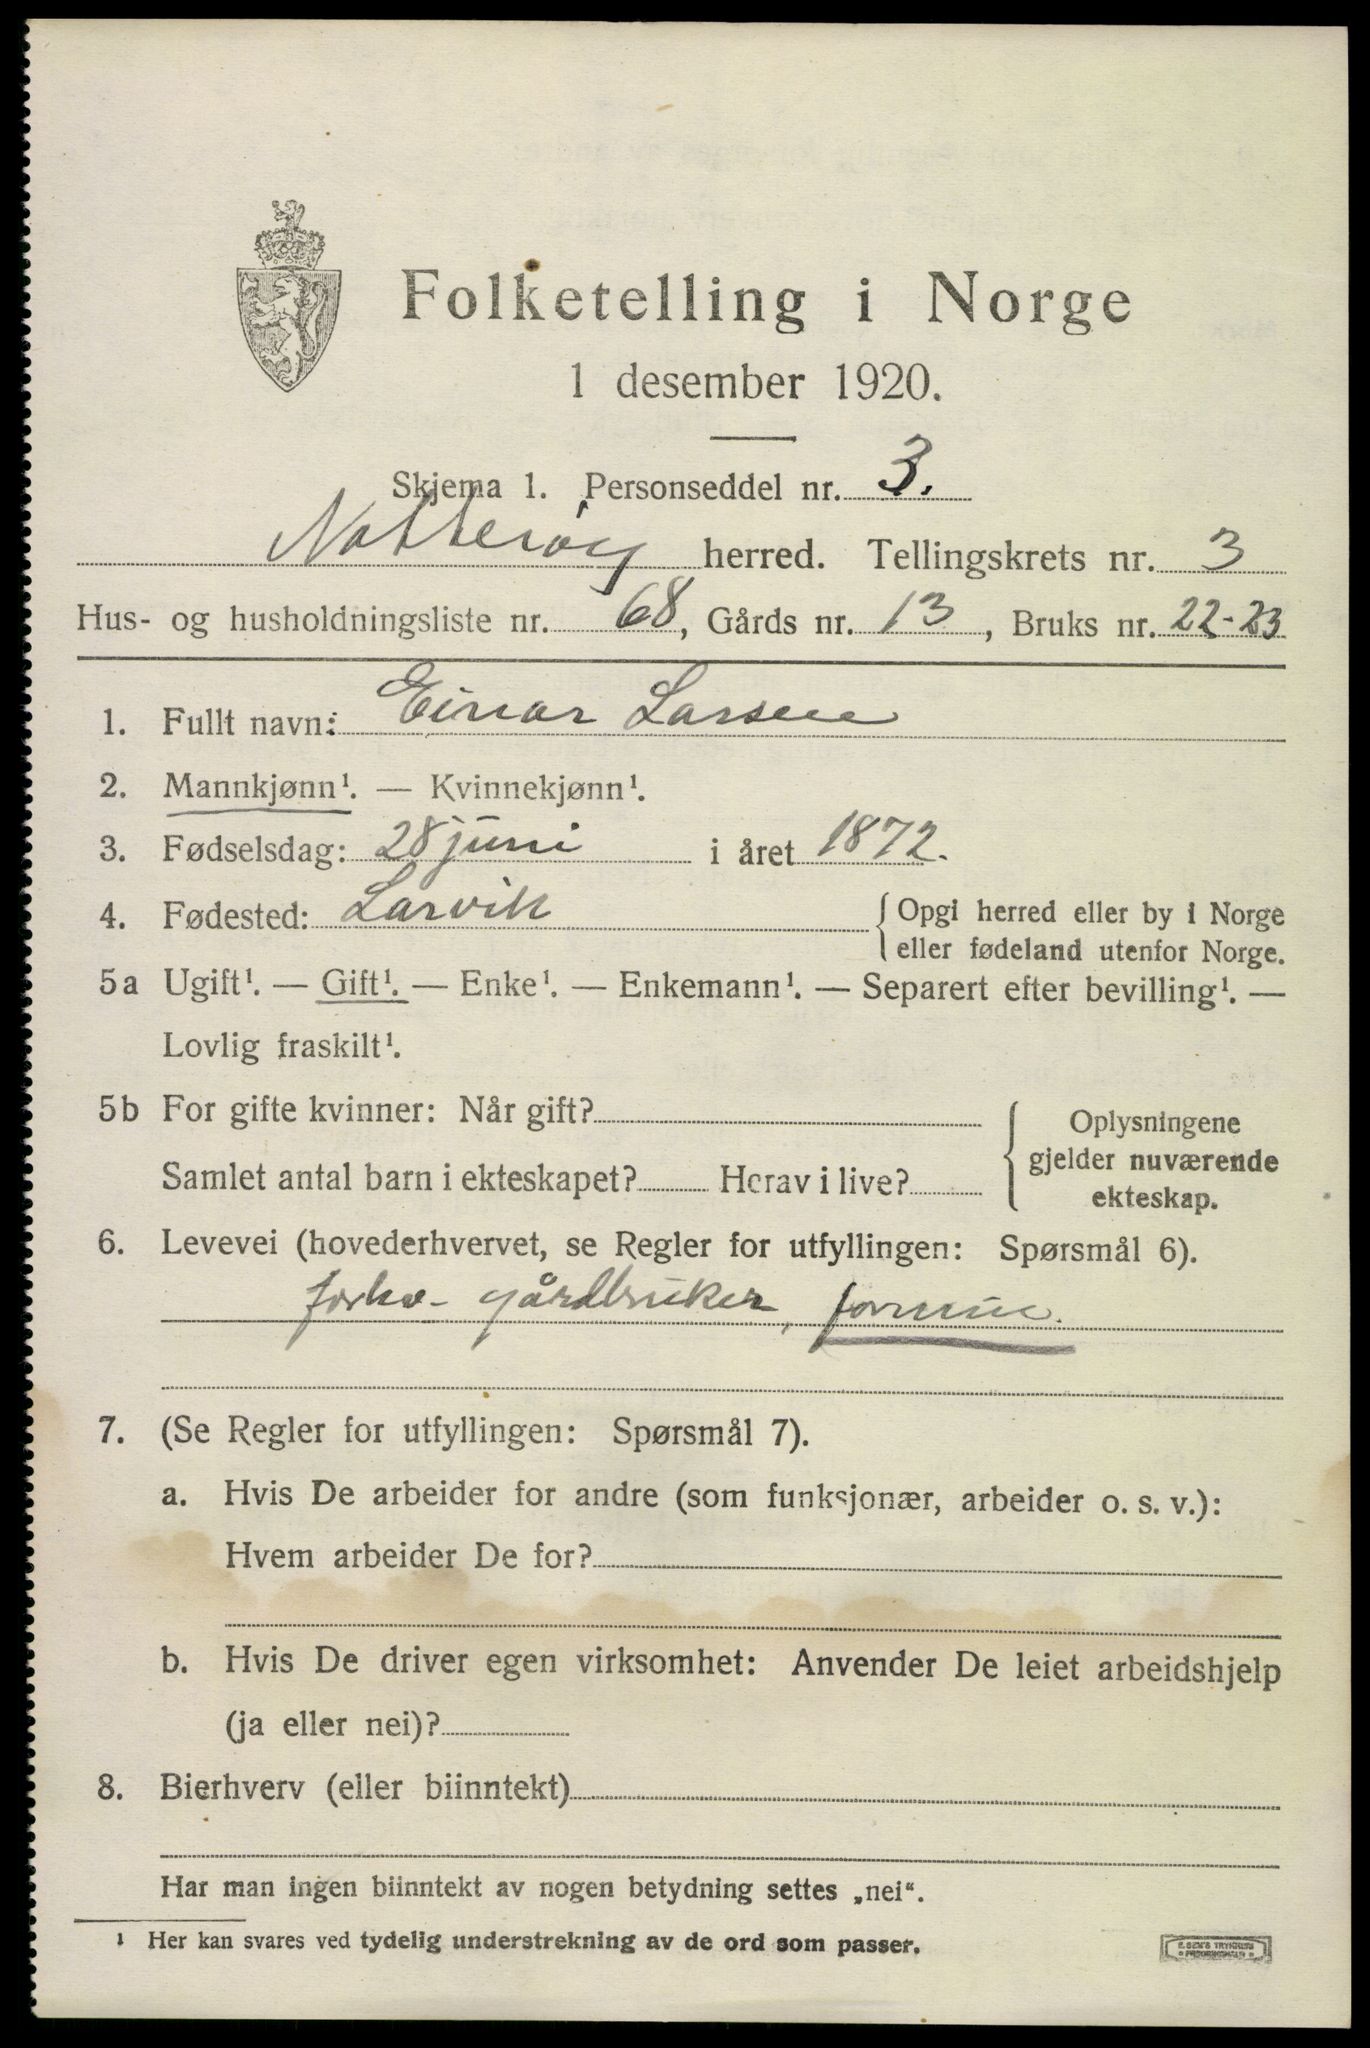 Folketelling i Norge
1 desember 1920.
Skjema 1. Personseddel nr. 3.
Nøtterøy herred. Tellingskrets nr. 3
Hus- og husholdningsliste nr. 68, Gårds nr. 13, Bruks nr. 22-23
1. Fullt navn: Einar Larsen
2. Mannkjønn¹. — Kvinnekjønn¹.
3. Fødselsdag: 28 juni i året 1872.
4. Fødested: Larvik { Opgi herred eller by i Norge
eller fødeland utenfor Norge.
5a Ugift¹. — Gift¹. — Enke¹. — Enkemann¹. — Separert efter bevilling¹. —
Lovlig fraskilt¹.
5b For gifte kvinner: Når gift?
Samlet antal barn i ekteskapet? Herav i live?
Oplysningene
gjelder nuværende
ekteskap.
6. Levevei (hovederhvervet, se Regler for utfyllingen: Spørsmål 6).
forhv. gårdbruker, formue.
7. (Se Regler for utfyllingen: Spørsmål 7).
a. Hvis De arbeider for andre (som funksjonær, arbeider o. s. v.):
Hvem arbeider De for?
b. Hvis De driver egen virksomhet: Anvender De leiet arbeidshjelp
(ja eller nei)?
8. Bierhverv (eller biinntekt)
Har man ingen biinntekt av nogen betydning settes „nei“.
¹ Her kan svares ved tydelig understrekning av de ord som passer.